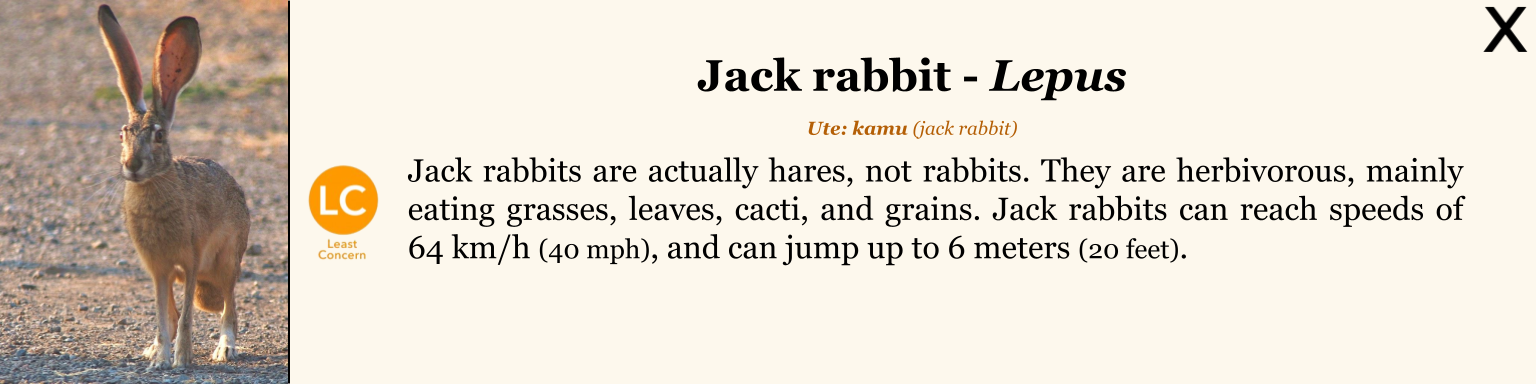 X
Jack rabbit - Lepus
Ute: kamu (jack rabbit)
Jack rabbits are actually hares, not rabbits. They are herbivorous, mainly
eating grasses, leaves, cacti, and grains. Jack rabbits can reach speeds of
64 km/h (40 mph), and can jump up to 6 meters (20 feet).
LC
Least
Concern